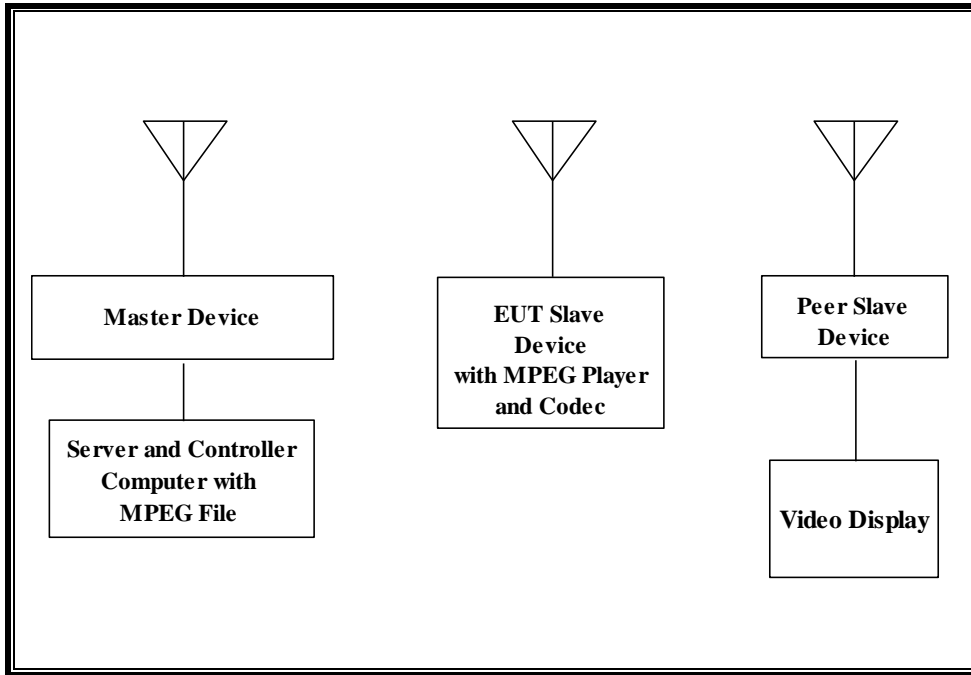 Master Device
Server and Controller
Computer with
MPEG File
EUT Slave
Device
with MPEG Player
and Codec
Peer Slave
Device
Video Display